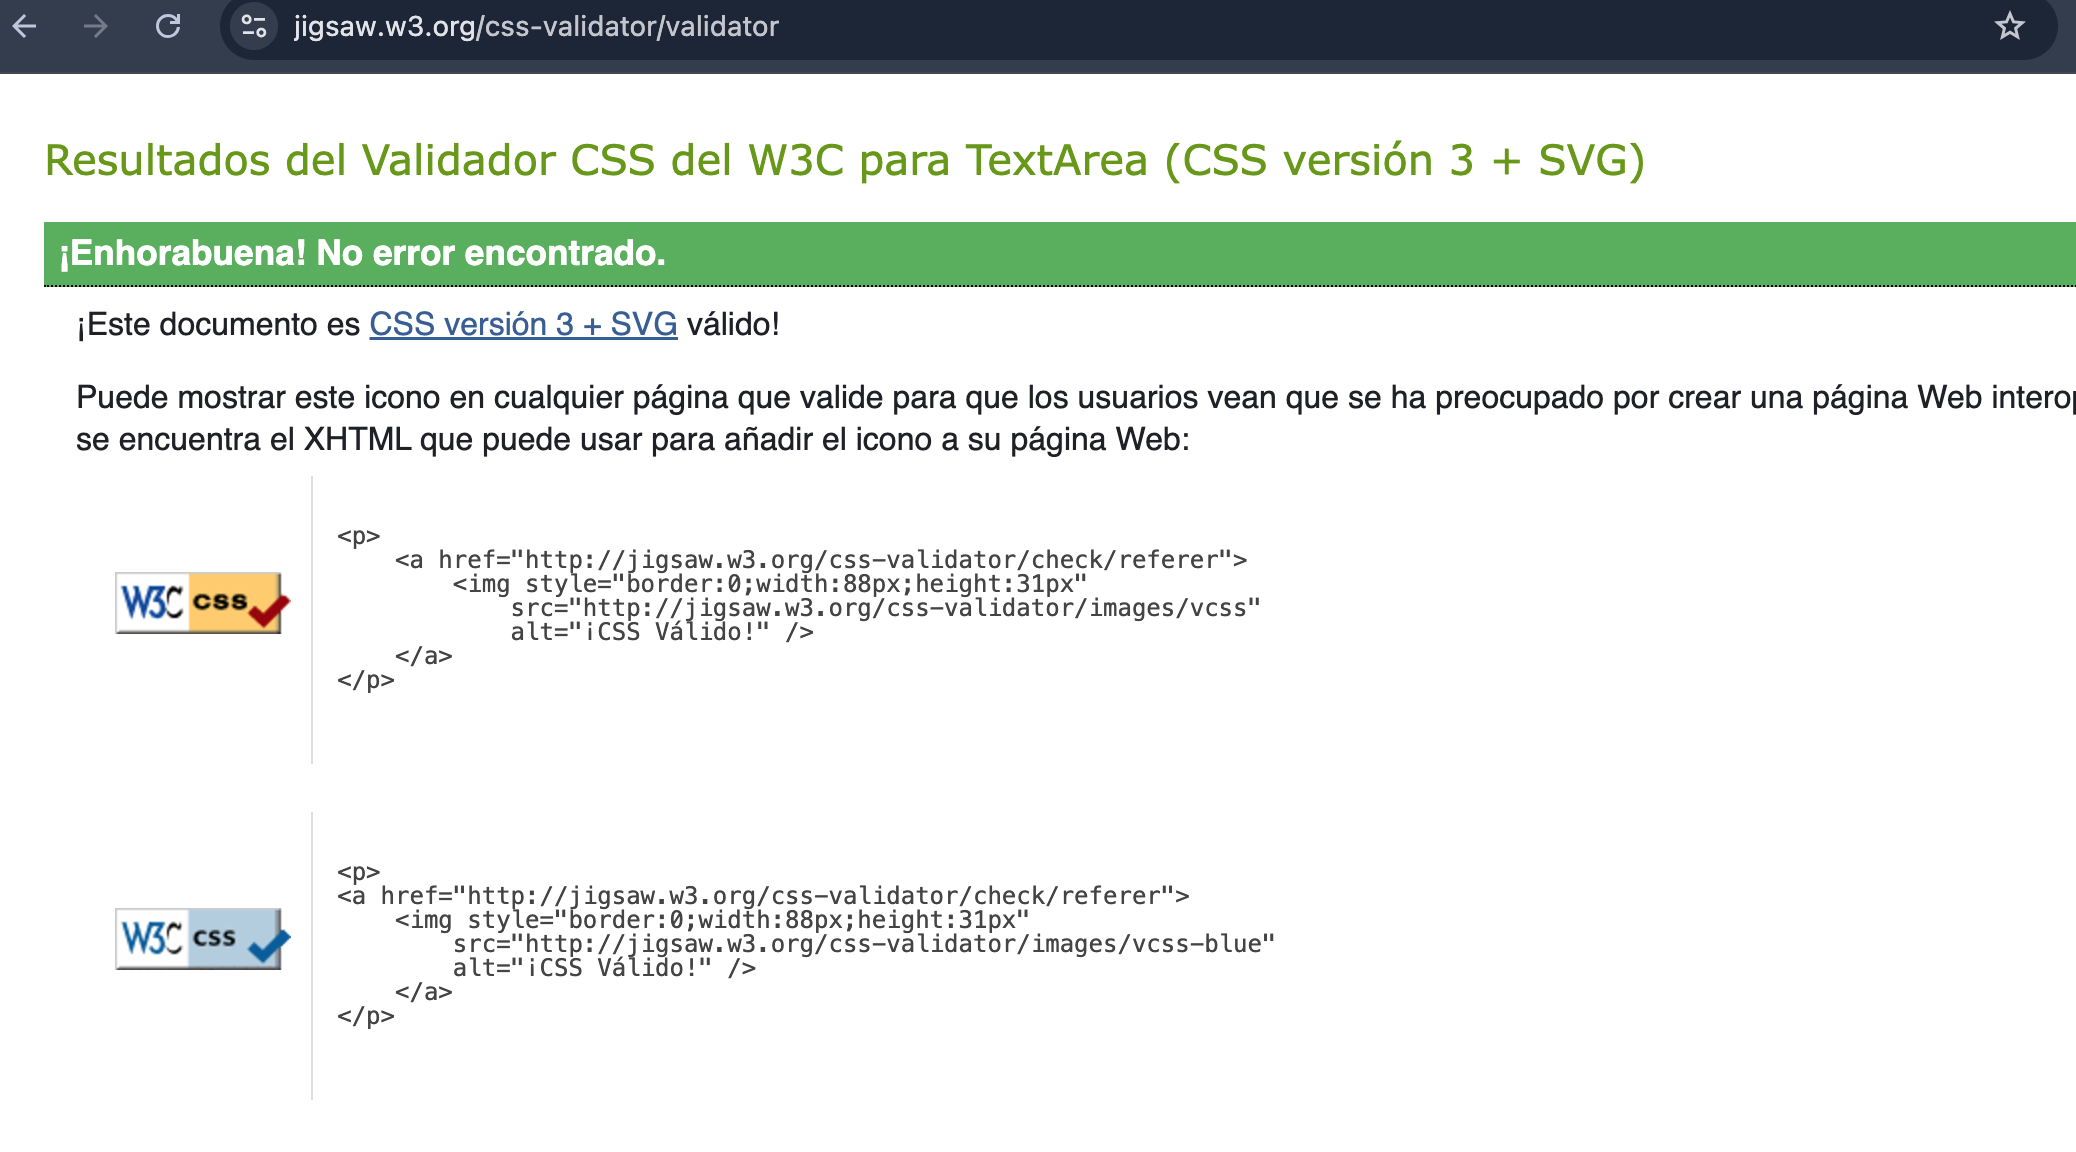 jigsaw.w3.org/css-validator/validator
Resultados del Validador CSS del W3C para TextArea (CSS versión 3 + SVG)
¡Enhorabuena! No error encontrado.
¡Este documento es CSS versión 3 + SVG válido!
Puede mostrar este icono en cualquier página que valide para que los usuarios vean que se ha preocupado por crear una página Web
se encuentra el XHTML que puede usar para añadir el icono a su página Web:
<p>
<a href="http://jigsaw.w3.org/css-validator/check/referer">
<img style="border:0;width:88px;height:31px"
src="http://jigsaw.w3.org/css-validator/images/vcss"
alt="¡CSS Válido!" />
</a>
</p>
W3C css
<p>
<a href="http://jigsaw.w3.org/css-validator/check/referer">
<img style="border:0;width:88px;height:31px"
src="http://jigsaw.w3.org/css-validator/images/vcss-blue"
alt="¡CSS Válido!" />
</a>
</p>
W3C css